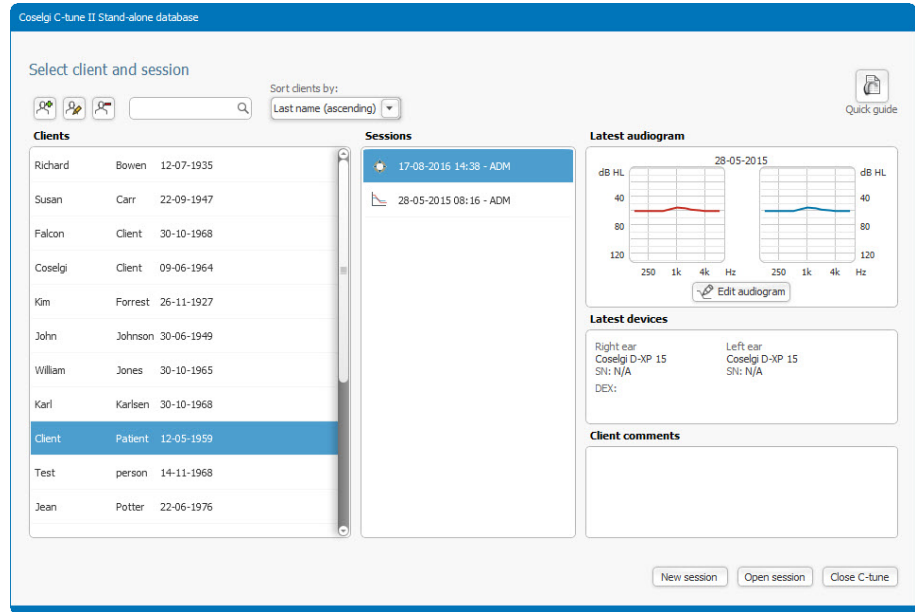 Coselgi C-tune II Stand-alone database
Select client and session
Sort clients by:
Last name (ascending)
Quick guide
Clients
Richard Bowen 12-07-1935
Susan Carr 22-09-1947
Falcon Client 30-10-1968
Coselgi Client 09-06-1964
Kim Forrest 26-11-1927
John Johnson 30-06-1949
William Jones 30-10-1965
Karl Karlsen 30-10-1968
Client Patient 12-05-1959
Test person 14-11-1968
Jean Potter 22-06-1976
Sessions
17-08-2016 14:38 - ADM
28-05-2015 08:16 - ADM
Latest audiogram
28-05-2015
dB HL dB HL
40 40
80 80
120 120
250 1k 4k Hz 250 1k 4k Hz
Edit audiogram
Latest devices
Right ear Left ear
Coselgi D-XP 15 Coselgi D-XP 15
SN: N/A SN: N/A
DEX:
Client comments
New session Open session Close C-tune